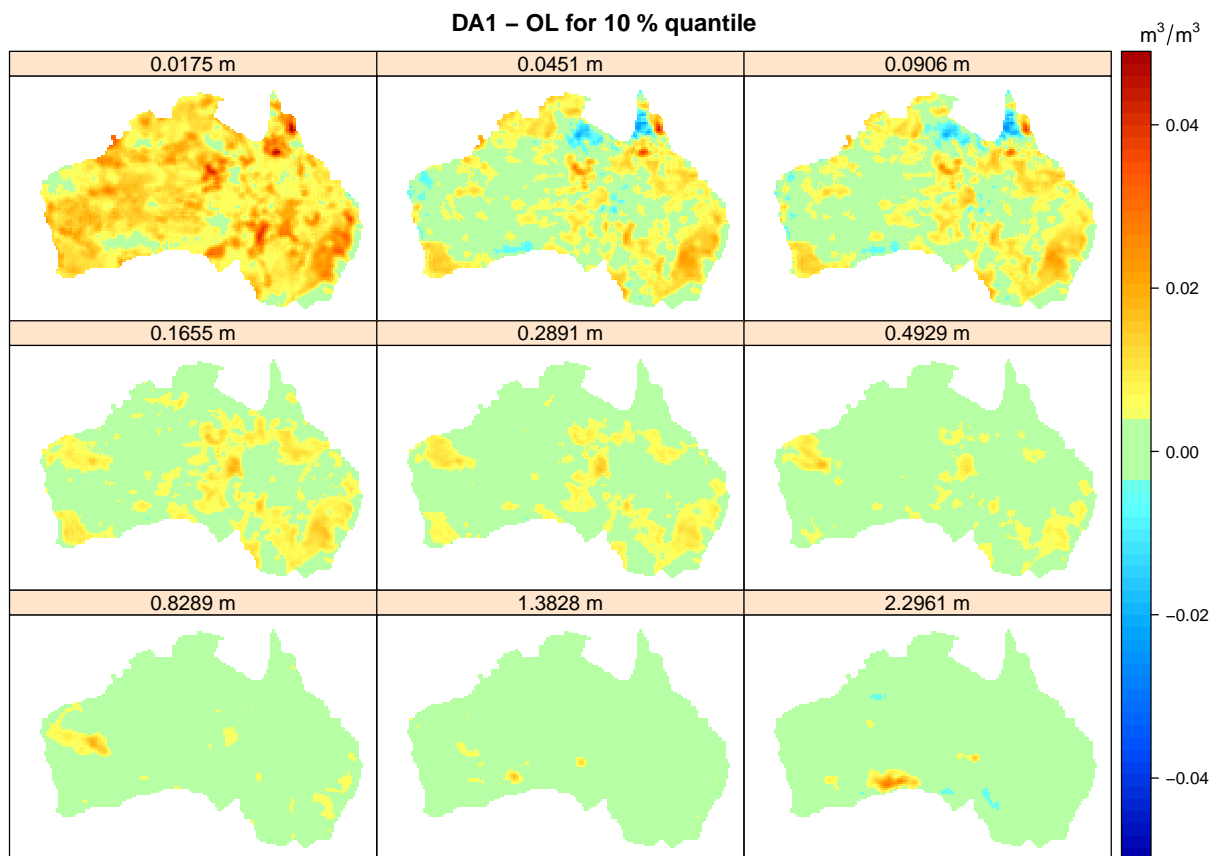 DA1 – OL for 10 % quantile
m³/m³
0.0175 m
0.0451 m
0.0906 m
0.04
0.02
0.1655 m
0.2891 m
0.4929 m
0.00
0.8289 m
1.3828 m
2.2961 m
−0.02
−0.04